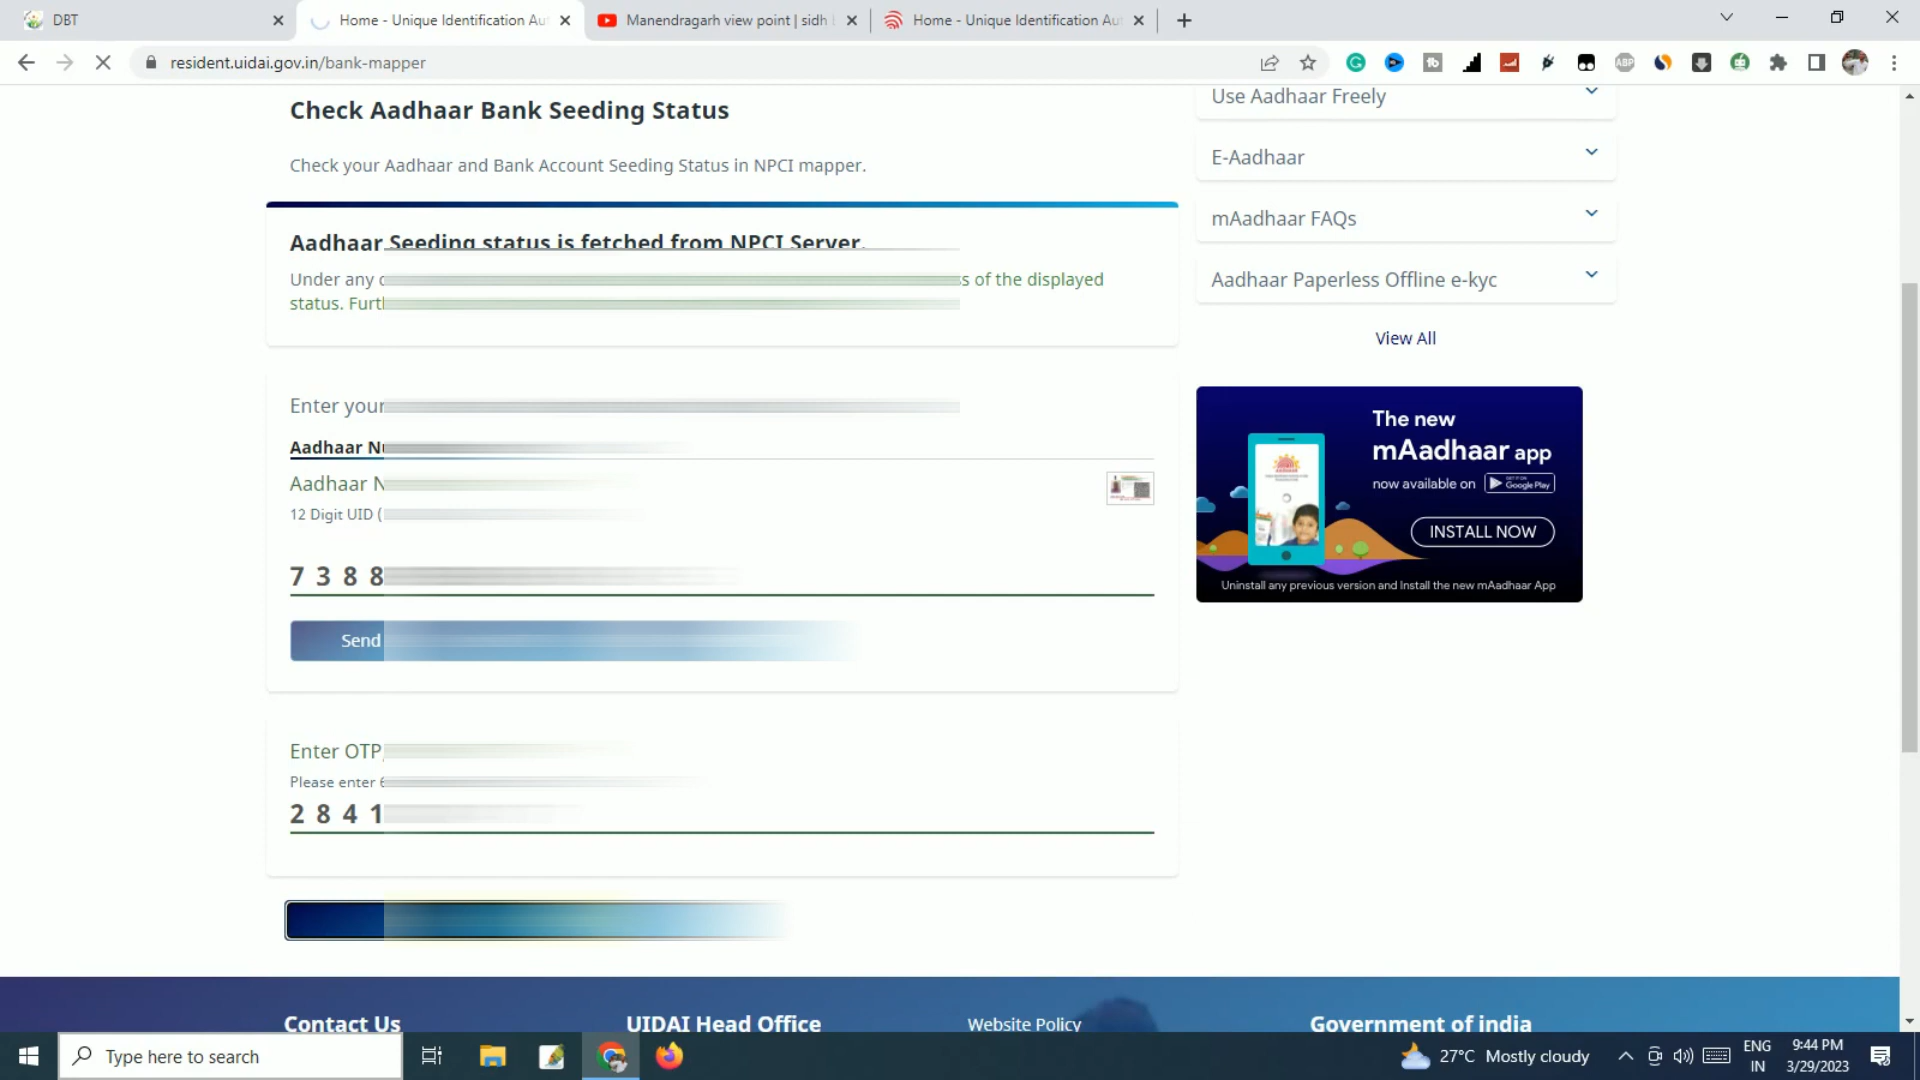 DBT
Home - Unique Identification Au
Manendragarh view point | sidh
Home - Unique Identification Au
resident.uidai.gov.in/bank-mapper
Check Aadhaar Bank Seeding Status
Check your Aadhaar and Bank Account Seeding Status in NPCI mapper.
Aadhaar Seeding status is fetched from NPCI Server.
Under any
of the displayed
status.
Enter your
Aadhaar
Aadhaar
12 Digit UID (
7 3 8 8
Send
Enter OTP
Please enter
2 8 4 1
Use Aadhaar Freely
E-Aadhaar
mAadhaar FAQs
Aadhaar Paperless Offline e-kyc
View All
The new
mAadhaar app
now available on GET IT ON Google Play
INSTALL NOW
Uninstall any previous version and Install the new mAadhaar App
Contact Us
UIDAI Head Office
Website Policy
Government of india
Type here to search
27°C Mostly cloudy
ENG
IN
9:44 PM
3/29/2023
ABP